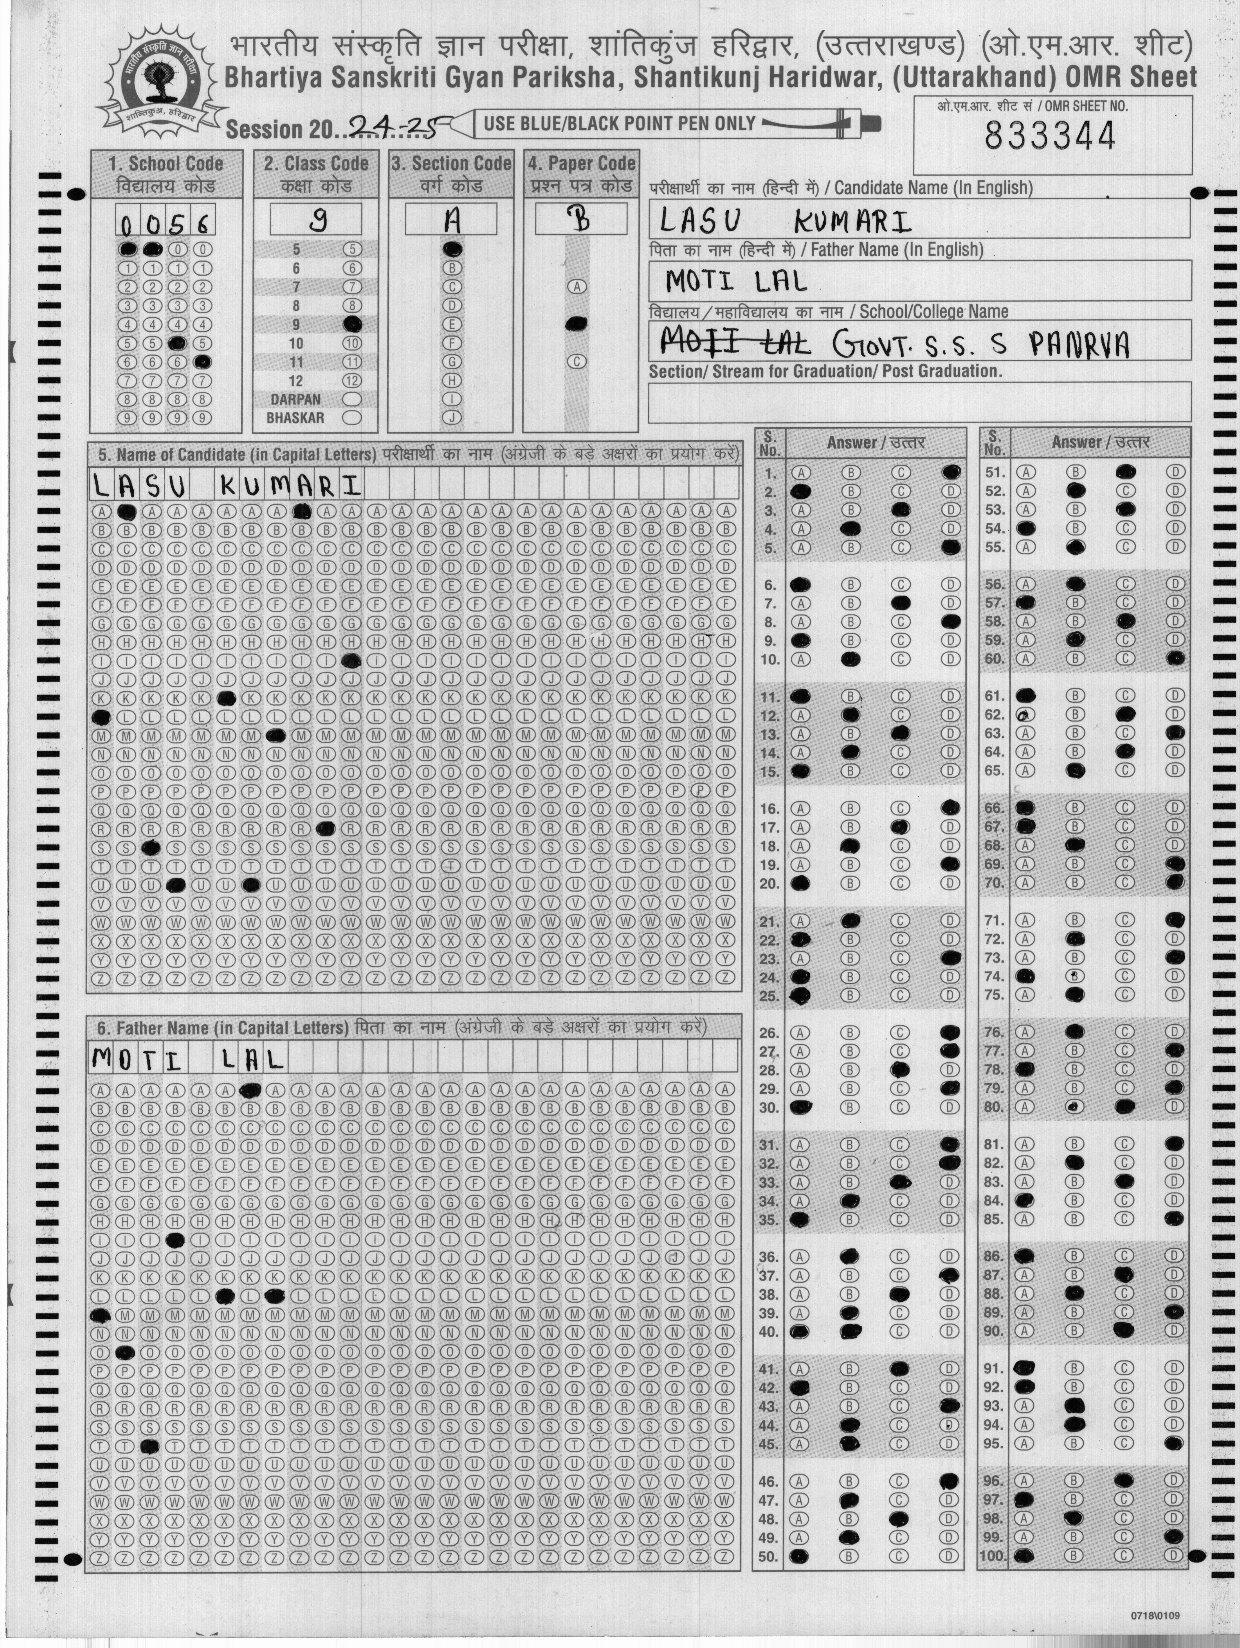 भारतीय संस्कृति ज्ञान परीक्षा, शांतिकुंज हरिद्वार, (उत्तराखण्ड) (ओ.एम.आर. शीट)
Bhartiya Sanskriti Gyan Pariksha, Shantikunj Haridwar, (Uttarakhand) OMR Sheet
Session 20..24-25
USE BLUE/BLACK POINT PEN ONLY
ओ.एम.आर. शीट सं / OMR SHEET NO.
833344
1. School Code
विद्यालय कोड
0056
2. Class Code
कक्षा कोड
9
5
6
7
8
9
10
11
12
DARPAN
BHASKAR
3. Section Code
वर्ग कोड
A
4. Paper Code
प्रश्न पत्र कोड
B
परीक्षार्थी का नाम (हिन्दी में) / Candidate Name (In English)
LASU KUMARI
पिता का नाम (हिन्दी में) / Father Name (In English)
MOTI LAL
विद्यालय/महाविद्यालय का नाम / School/College Name
GOVT. S.S. S PANRVA
Section/ Stream for Graduation/ Post Graduation.
5. Name of Candidate (in Capital Letters) परीक्षार्थी का नाम (अंग्रेजी के बड़े अक्षरों का प्रयोग करें)
LASU KUMARI
6. Father Name (in Capital Letters) पिता का नाम (अंग्रेजी के बड़े अक्षरों का प्रयोग करें)
MOTI LAL
S. No. Answer / उत्तर
S. No. Answer / उत्तर
0718\0109